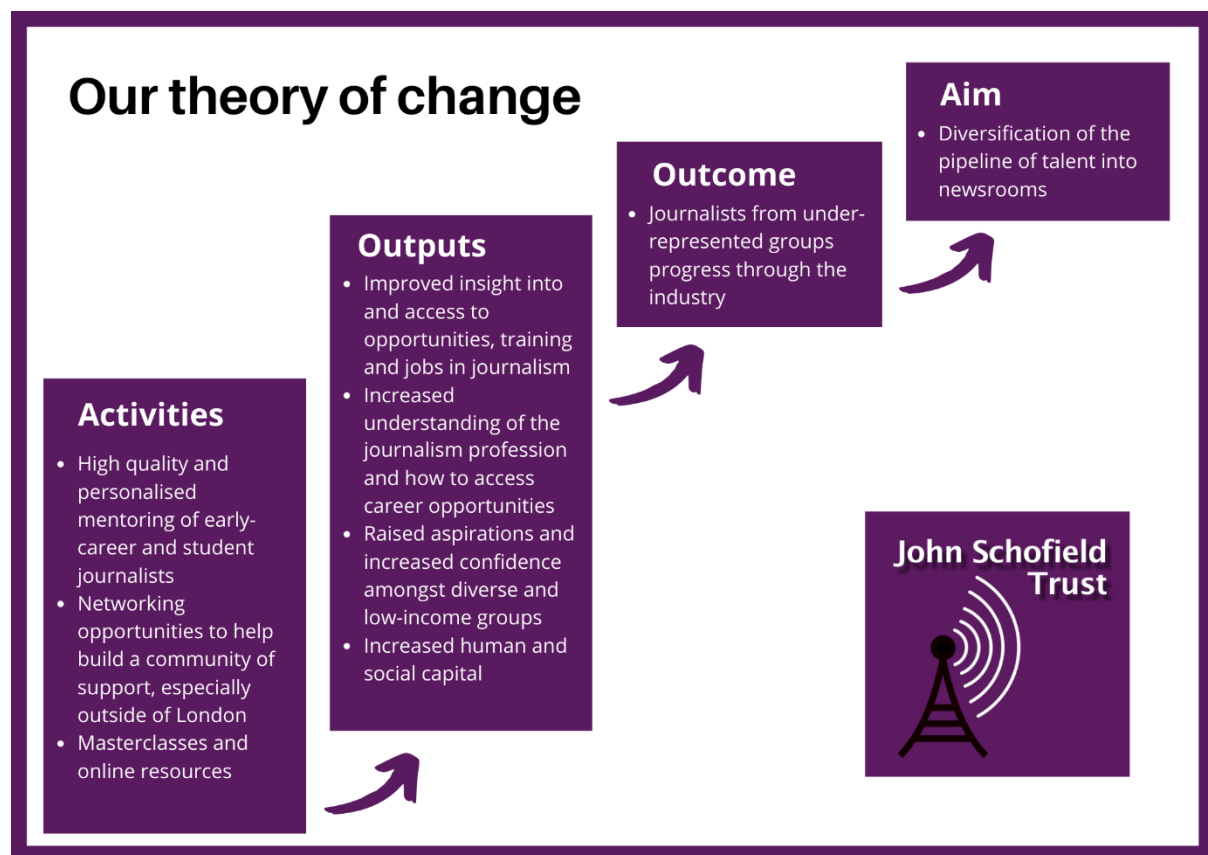 Our theory of change
Activities
• High quality and
personalised
mentoring of early-
career and student
journalists
• Networking
opportunities to help
build a community of
support, especially
outside of London
• Masterclasses and
online resources
Outputs
• Improved insight into
and access to
opportunities, training
and jobs in journalism
• Increased
understanding of the
journalism profession
and how to access
career opportunities
• Raised aspirations and
increased confidence
amongst diverse and
low-income groups
• Increased human and
social capital
Outcome
• Journalists from under-
represented groups
progress through the
industry
Aim
• Diversification of the
pipeline of talent into
newsrooms
John Schofield
Trust